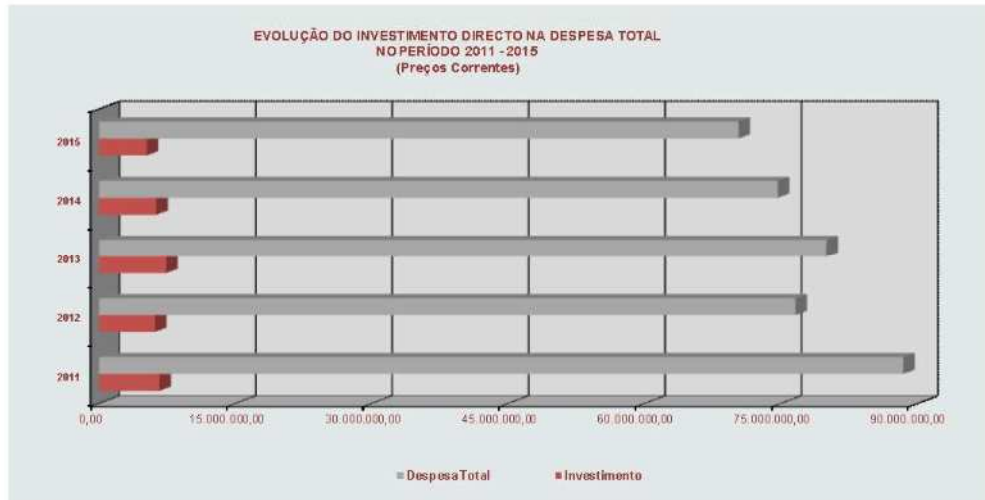 EVOLUÇÃO DO INVESTIMENTO DIRECTO NA DESPESA TOTAL
NO PERÍODO 2011 - 2015
(Preços Correntes)
2015
2014
2013
2012
2011
0,00 15.000.000,00 30.000.000,00 45.000.000,00 60.000.000,00 75.000.000,00 90.000.000,00
Despesa Total Investimento